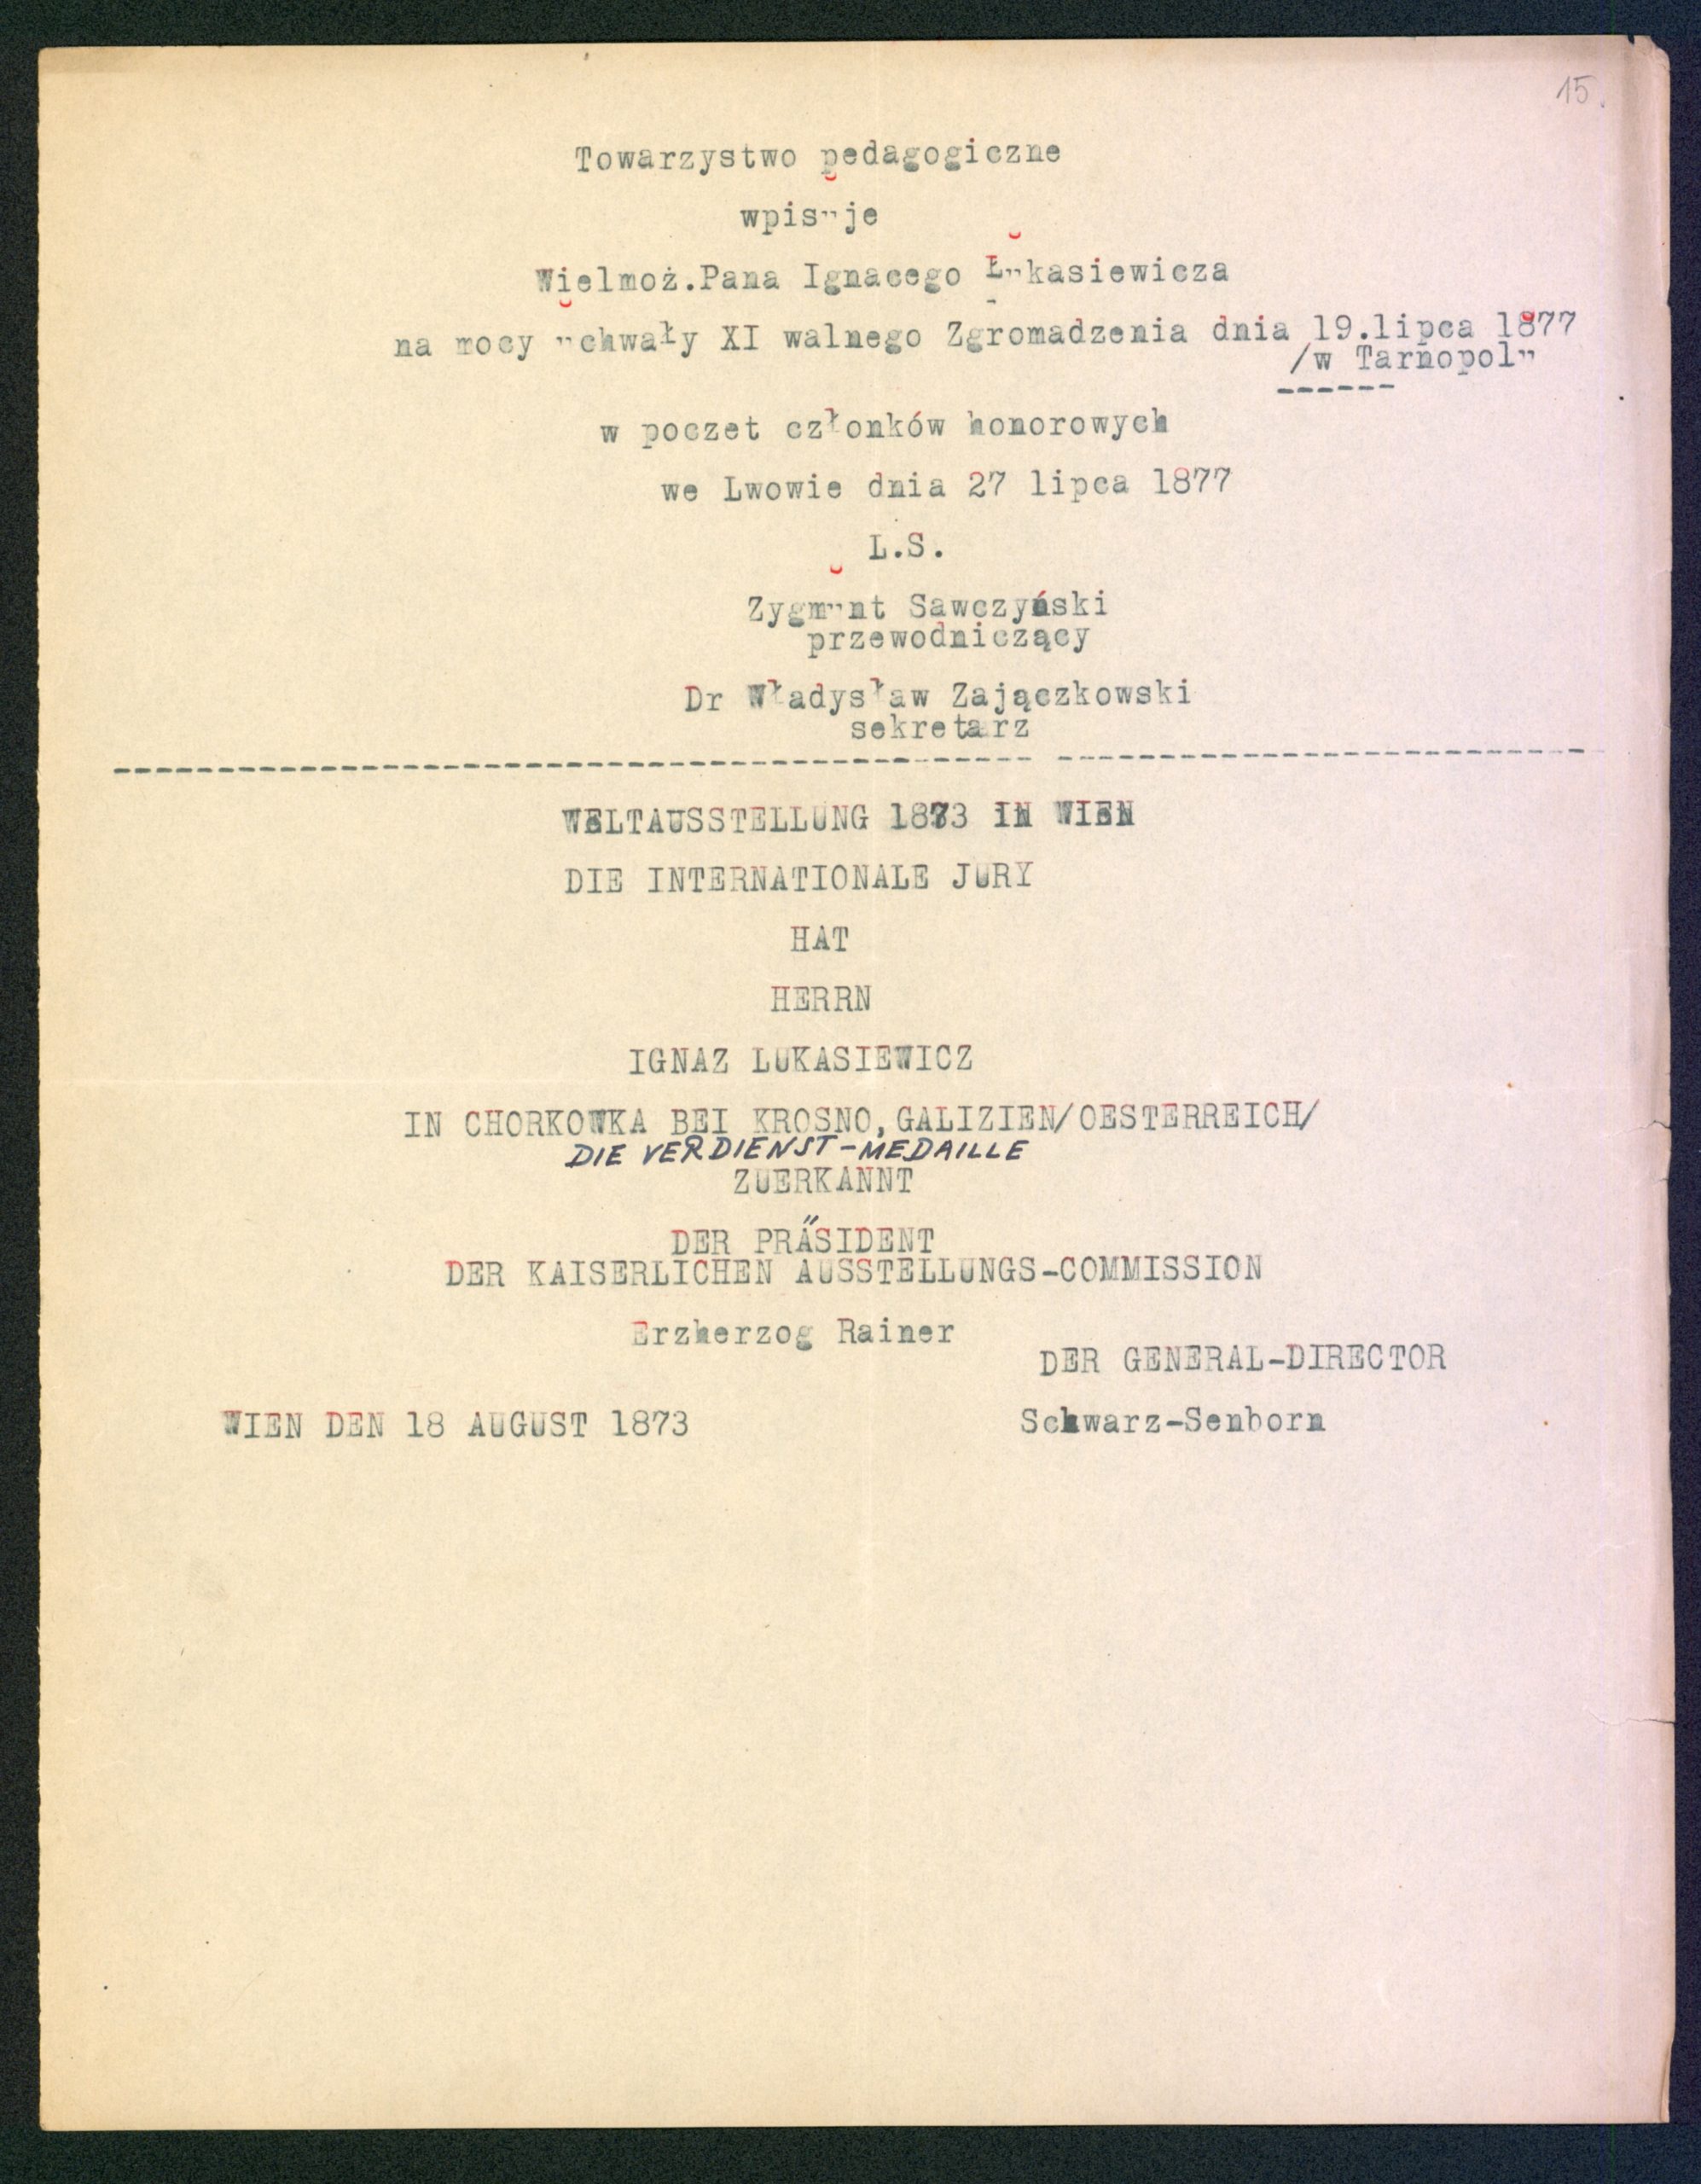 15.
Towarzystwo pedagogiczne
wpisuje
Wielmoż.Pana Ignacego Łukasiewicza
na mocy uchwały XI walnego Zgromadzenia dnia 19.lipca 1877
/w Tarnopolu
------
w poczet członków honorowych
we Lwowie dnia 27 lipca 1877
L.S.
Zygmunt Sawczyński
przewodniczący
Dr Władysław Zajączkowski
sekretarz
WELTAUSSTELLUNG 1873 IN WIEN
DIE INTERNATIONALE JURY
HAT
HERRN
IGNAZ LUKASIEWICZ
IN CHORKOWKA BEI KROSNO, GALIZIEN/OESTERREICH/
DIE VERDIENST-MEDAILLE
ZUERKANNT
DER PRÄSIDENT
DER KAISERLICHEN AUSSTELLUNGS-COMMISSION
Erzherzog Rainer
DER GENERAL-DIRECTOR
WIEN DEN 18 AUGUST 1873 Schwarz-Senborn